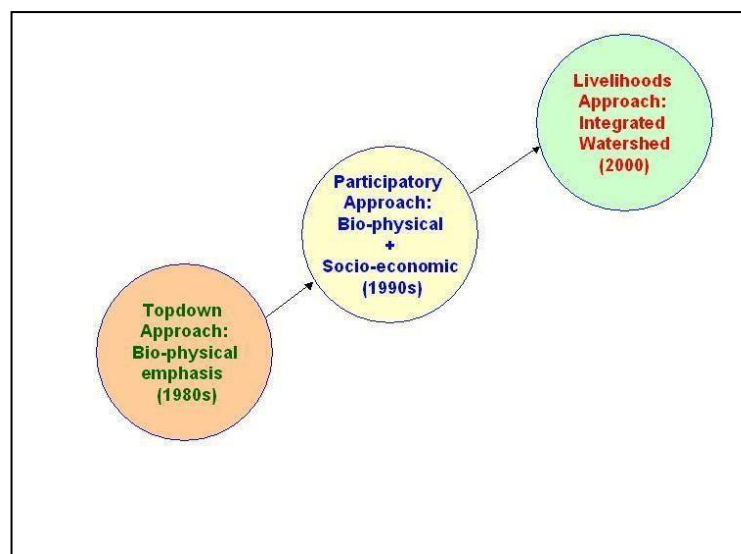 Livelihoods
Approach:
Integrated
Watershed
(2000)
Participatory
Approach:
Bio-physical
+
Socio-economic
(1990s)
Topdown
Approach:
Bio-physical
emphasis
(1980s)